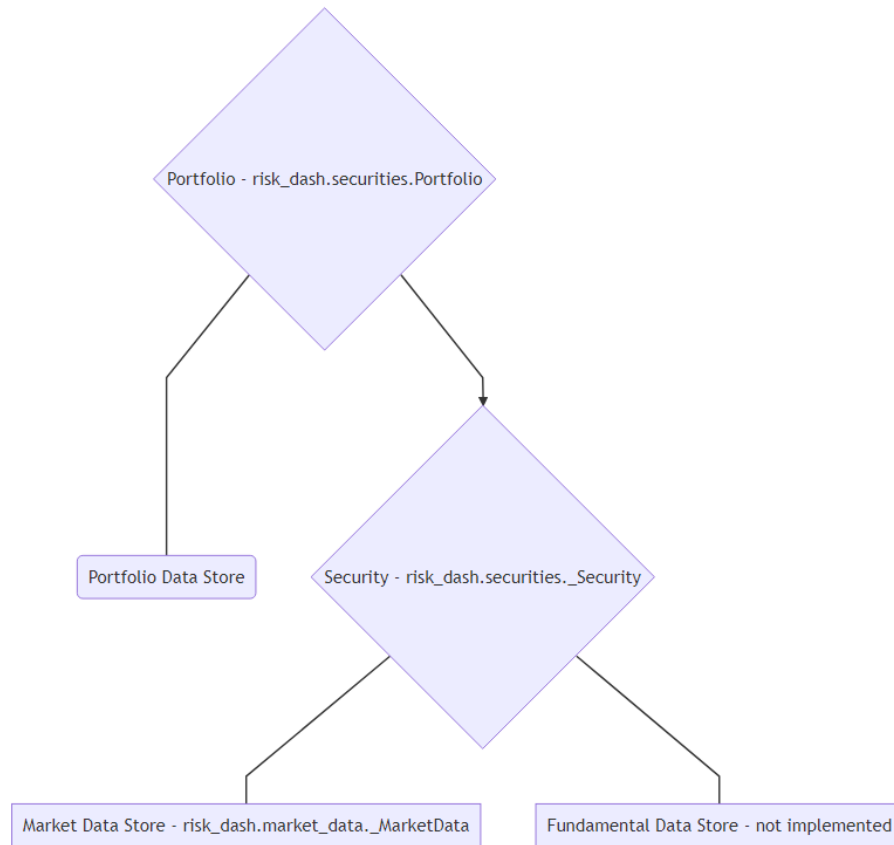 Portfolio - risk_dash.securities.Portfolio
Portfolio Data Store
Security - risk_dash.securities._Security
Market Data Store - risk_dash.market_data._MarketData
Fundamental Data Store - not implemented